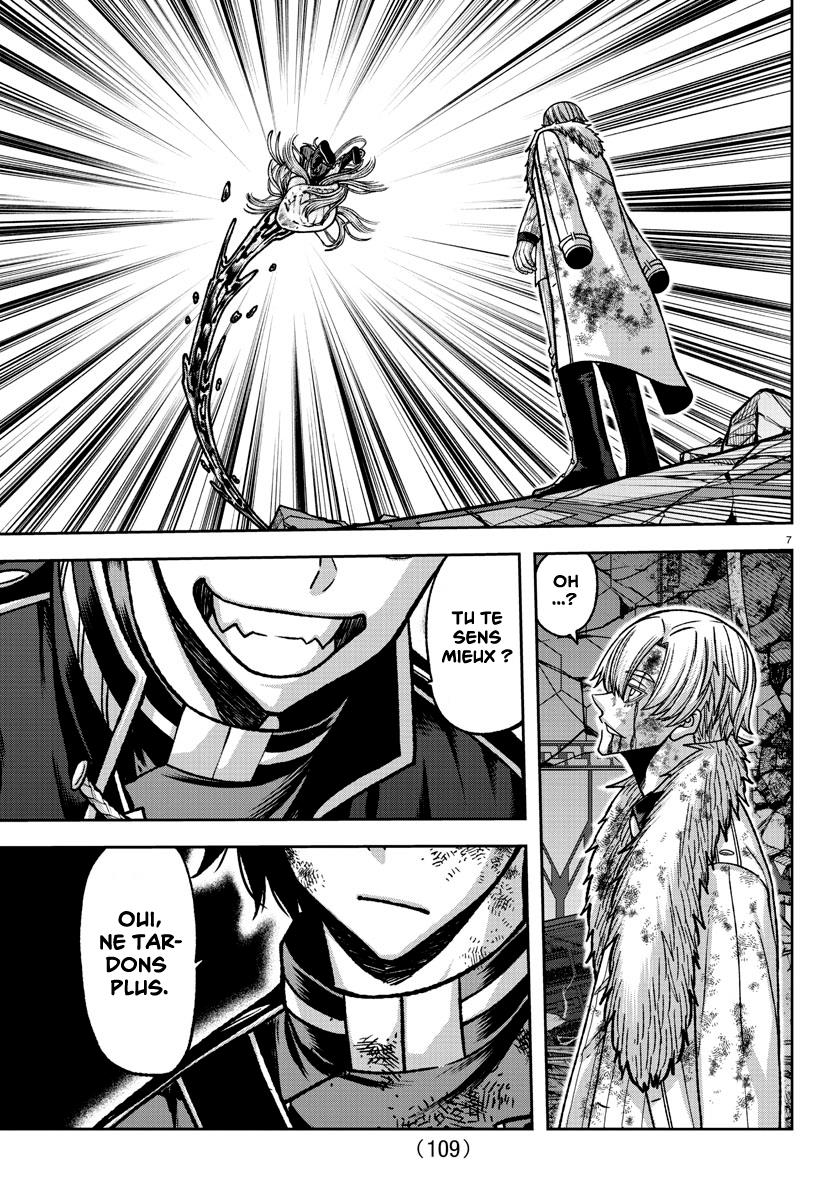 7
OH
...?
TU TE
SENS
MIEUX ?
OUI,
NE TAR-
DONS
PLUS.
(109)